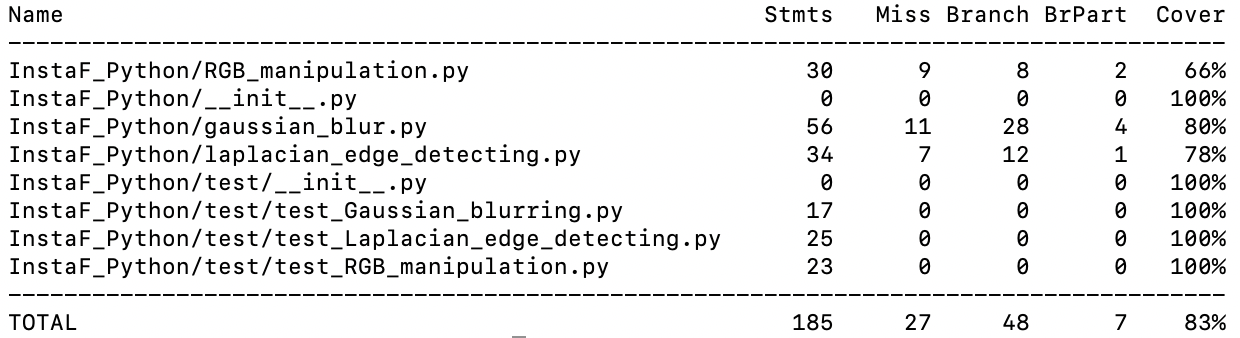 Name Stmts Miss Branch BrPart Cover
InstaF_Python/RGB_manipulation.py 30 9 8 2 66%
InstaF_Python/__init__.py 0 0 0 0 100%
InstaF_Python/gaussian_blur.py 56 11 28 4 80%
InstaF_Python/laplacian_edge_detecting.py 34 7 12 1 78%
InstaF_Python/test/__init__.py 0 0 0 0 100%
InstaF_Python/test/test_Gaussian_blurring.py 17 0 0 0 100%
InstaF_Python/test/test_Laplacian_edge_detecting.py 25 0 0 0 100%
InstaF_Python/test/test_RGB_manipulation.py 23 0 0 0 100%
TOTAL 185 27 48 7 83%